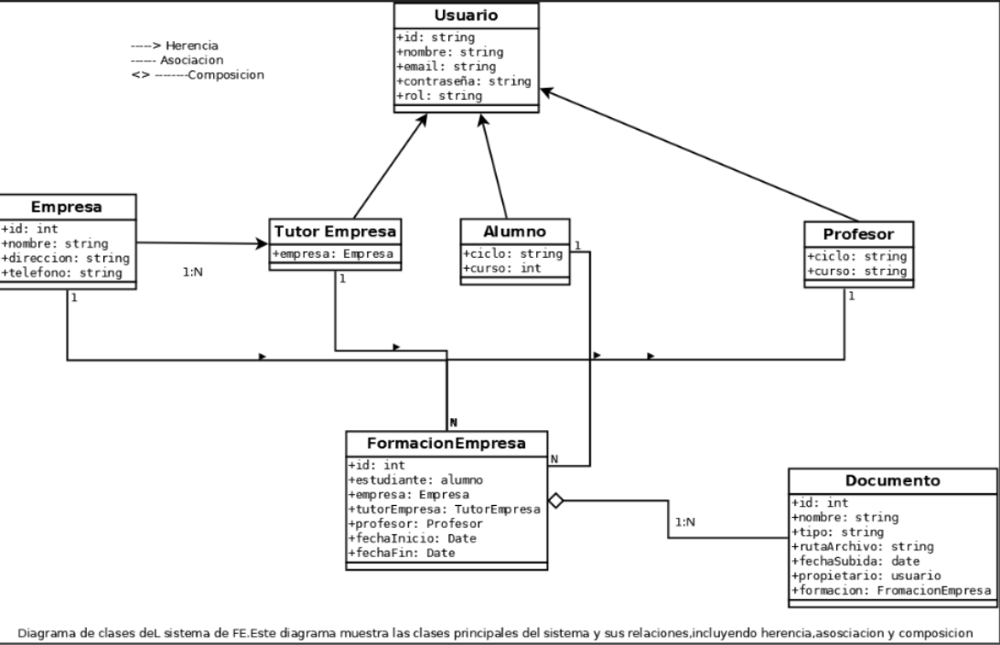 Usuario
+id: string
+nombre: string
+email: string
+contraseña: string
+rol: string
-----> Herencia
------ Asociacion
<> --------Composicion
Empresa
+id: int
+nombre: string
+direccion: string
+telefono: string
1:N
Tutor Empresa
+empresa: Empresa
Alumno
+ciclo: string
+curso: int
Profesor
+ciclo: string
+curso: string
1
1
1
1
N
N
FormacionEmpresa
+id: int
+estudiante: alumno
+empresa: Empresa
+tutorEmpresa: TutorEmpresa
+profesor: Profesor
+fechaInicio: Date
+fechaFin: Date
1:N
Documento
+id: int
+nombre: string
+tipo: string
+rutaArchivo: string
+fechaSubida: date
+propietario: usuario
+formacion: FromacionEmpresa
Diagrama de clases deL sistema de FE.Este diagrama muestra las clases principales del sistema y sus relaciones,incluyendo herencia,asosciacion y composicion